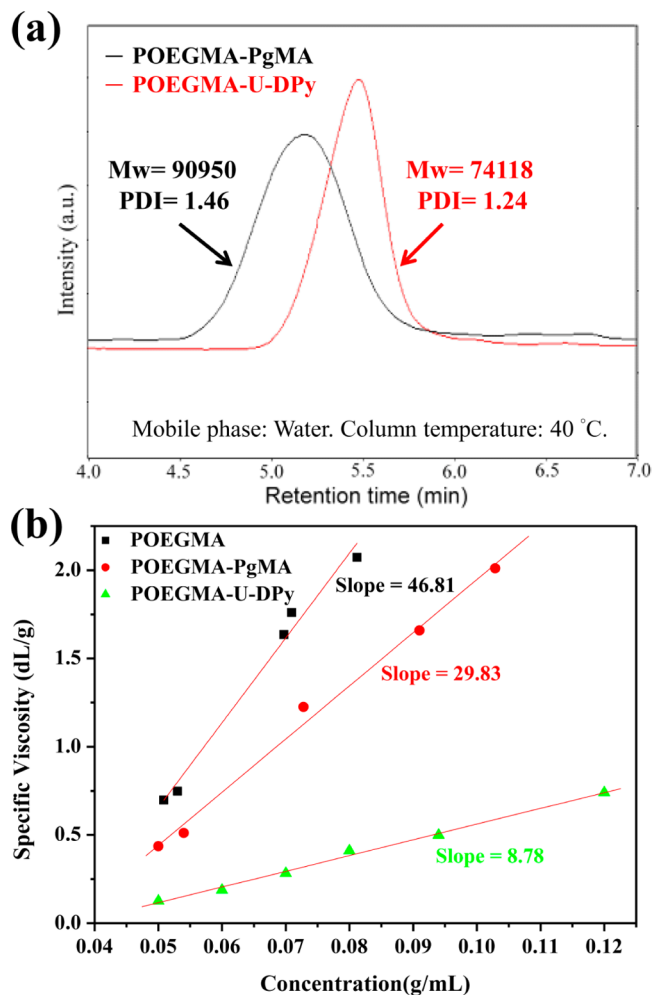 (a)
POEGMA-PgMA
POEGMA-U-DPy
Mw= 90950
PDI= 1.46
Mw= 74118
PDI= 1.24
Intensity (a.u.)
Mobile phase: Water. Column temperature: 40 °C.
4.0 4.5 5.0 5.5 6.0 6.5 7.0
Retention time (min)
(b)
POEGMA
POEGMA-PgMA
POEGMA-U-DPy
Slope = 46.81
Slope = 29.83
Slope = 8.78
Specific Viscosity (dL/g)
2.0
1.5
1.0
0.5
0.0
0.04 0.05 0.06 0.07 0.08 0.09 0.10 0.11 0.12
Concentration(g/mL)